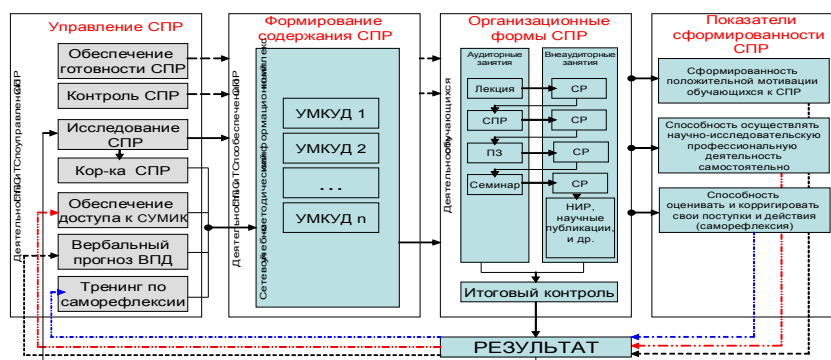 Управление СПР
Обеспечение
готовности СПР
Контроль СПР
Исследование
СПР
Кор-ка СПР
Обеспечение
доступа к СУМИК
Вербальный
прогноз ВПД
Тренинг по
саморефлексии
Формирование
содержания СПР
УМКУД 1
УМКУД 2
...
УМКУД n
Организационные
формы СПР
Деятельность
обучающихся
Аудиторные
занятия
Внеаудиторные
занятия
Лекция
СР
СПР
СР
ПЗ
СР
Семинар
СР
НИР,
научные
публикации,
и др.
Итоговый контроль
РЕЗУЛЬТАТ
Показатели
сформированности
СПР
Сформированность
положительной мотивации
обучающихся к СПР
Способность осуществлять
научно-исследовательскую
профессиональную
деятельность
самостоятельно
Способность
оценивать и корригировать
свои поступки и действия
(саморефлексия)